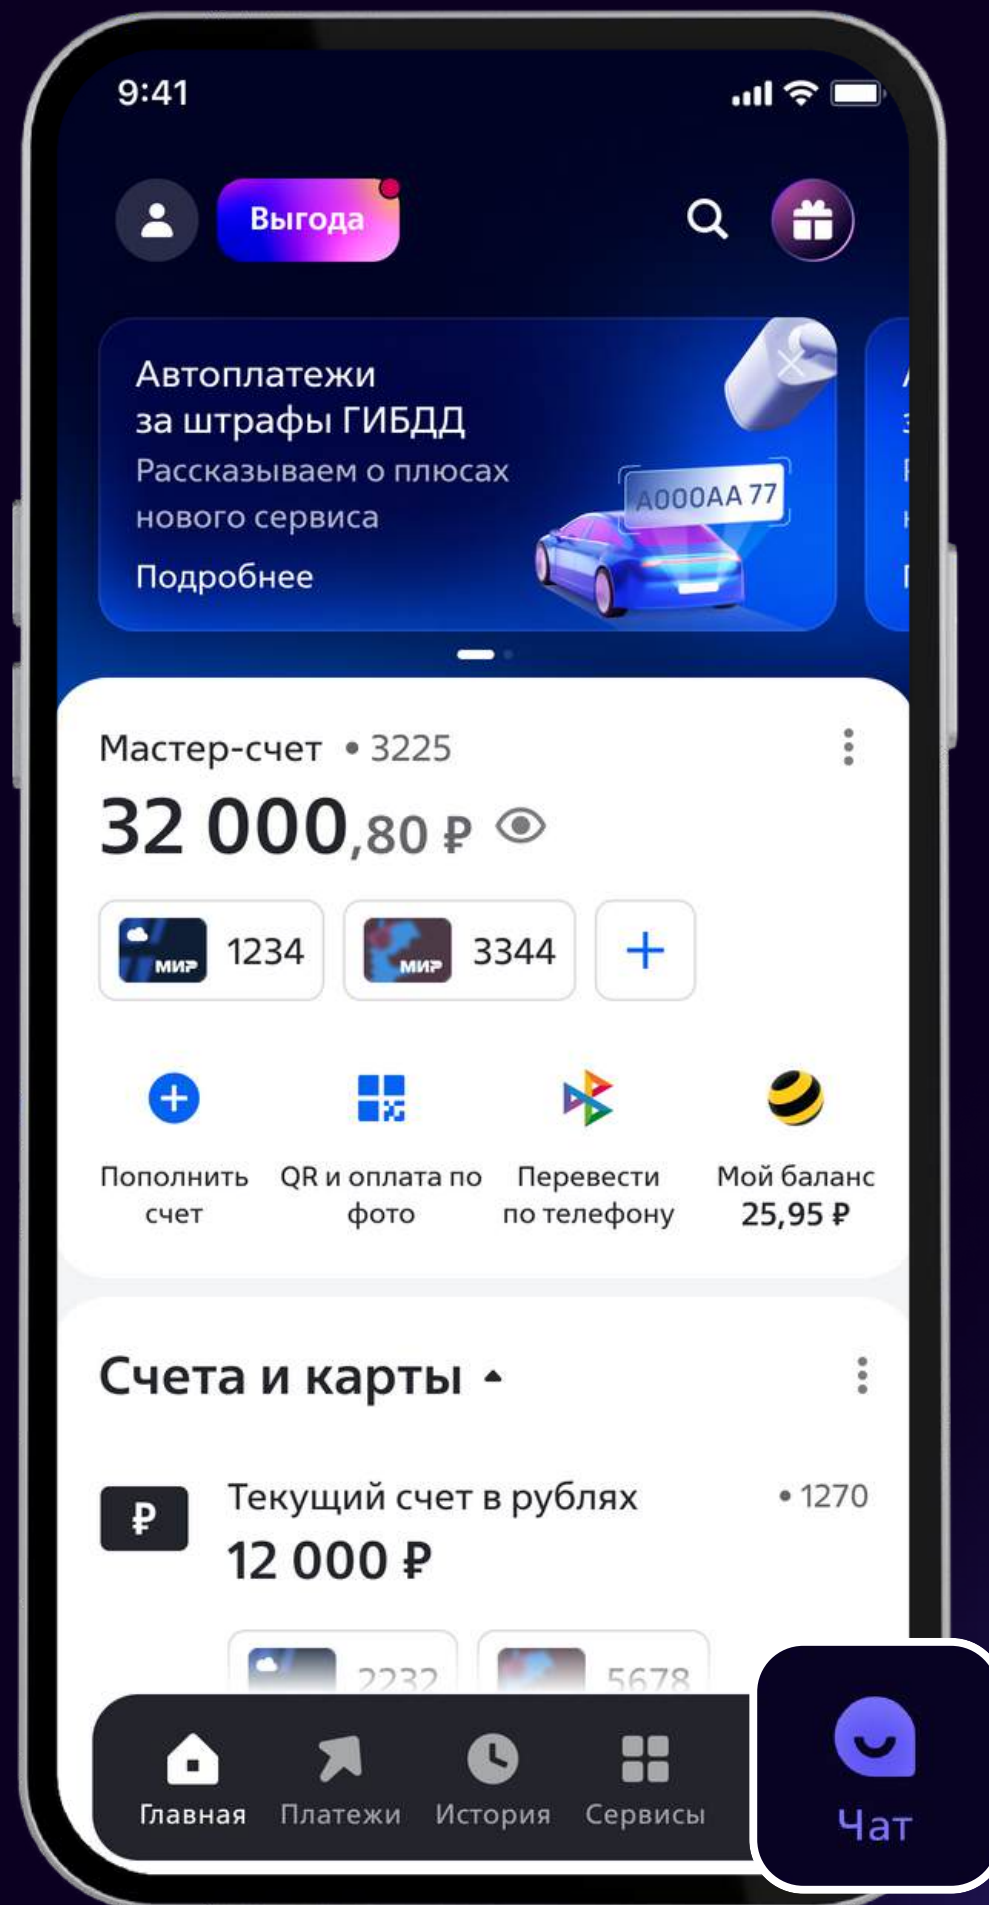 9:41
Выгода
Автоплатежи
за штрафы ГИБДД
Рассказываем о плюсах
нового сервиса
Подробнее
А000АА 77
Мастер-счет • 3225
32 000,80 ₽
МИР 1234
МИР 3344
Пополнить
счет
QR и оплата по
фото
Перевести
по телефону
Мой баланс
25,95 ₽
Счета и карты
₽
Текущий счет в рублях • 1270
12 000 ₽
2232 5678
Главная Платежи История Сервисы Чат